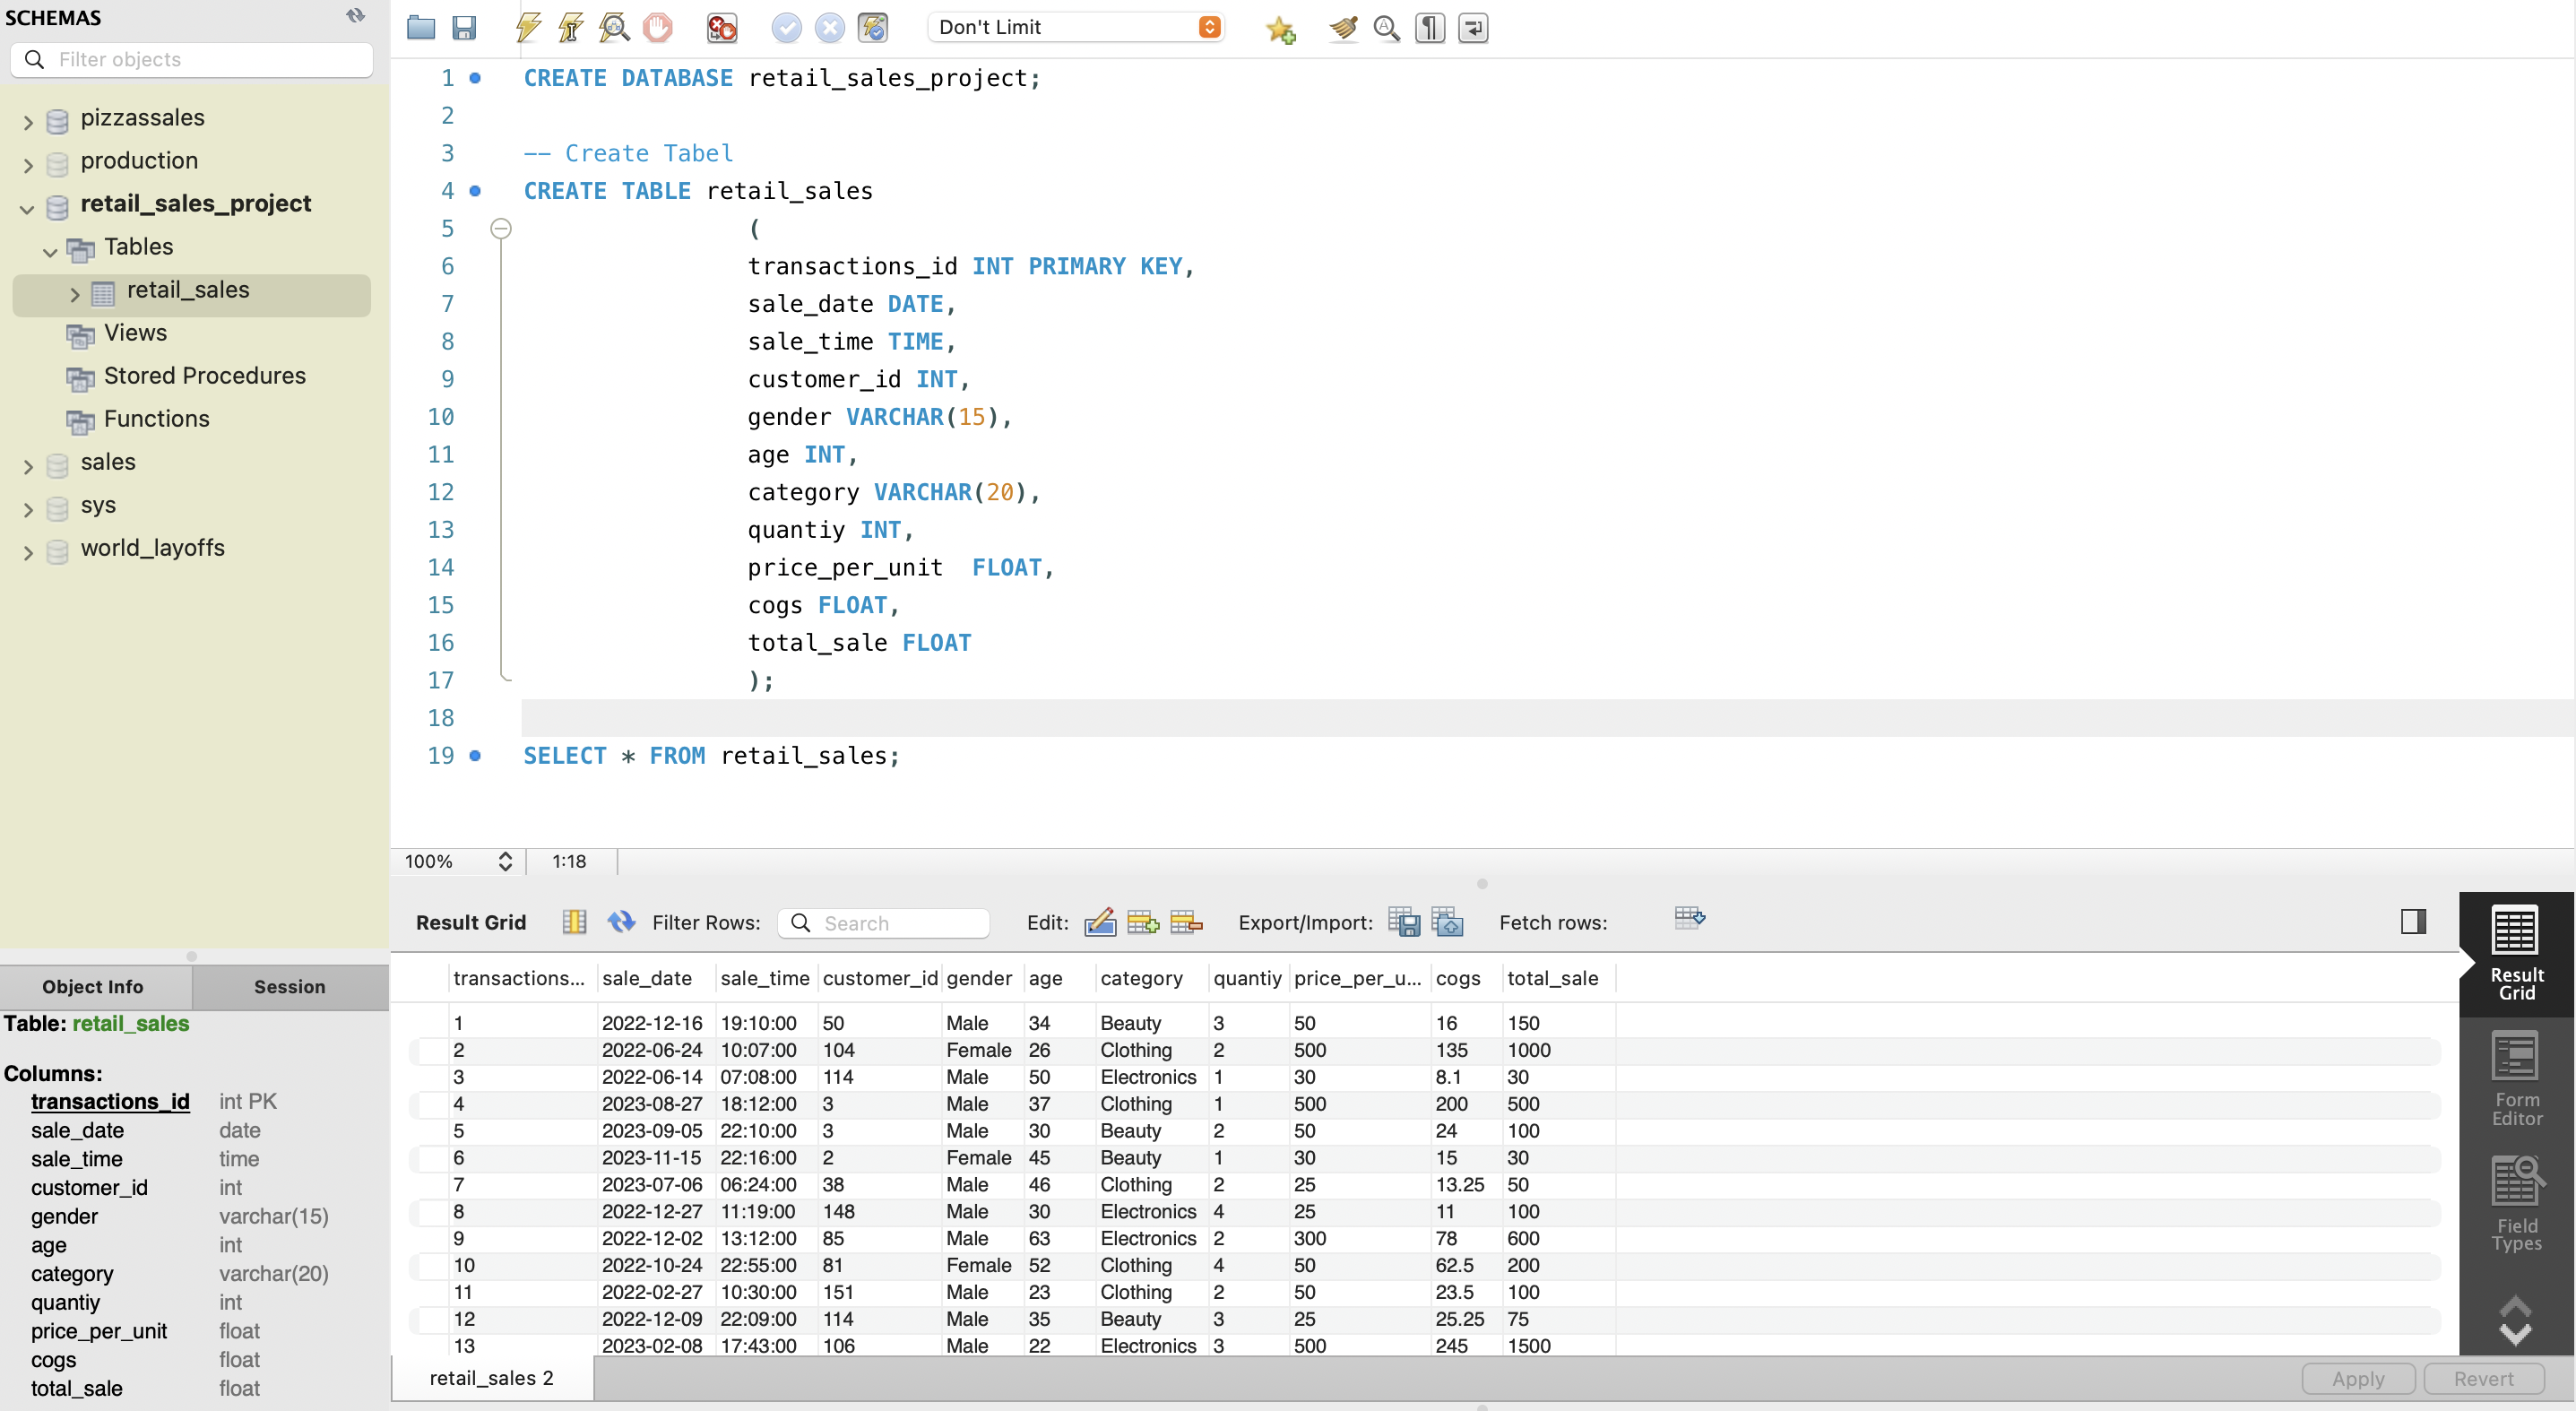 SCHEMAS
Filter objects
pizzassales
production
retail_sales_project
Tables
retail_sales
Views
Stored Procedures
Functions
sales
sys
world_layoffs
Object Info Session
Table: retail_sales
Columns:
transactions_id int PK
sale_date date
sale_time time
customer_id int
gender varchar(15)
age int
category varchar(20)
quantiy int
price_per_unit float
cogs float
total_sale float
Don't Limit
1 CREATE DATABASE retail_sales_project;
2
3 -- Create Tabel
4 CREATE TABLE retail_sales
5 (
6 transactions_id INT PRIMARY KEY,
7 sale_date DATE,
8 sale_time TIME,
9 customer_id INT,
10 gender VARCHAR(15),
11 age INT,
12 category VARCHAR(20),
13 quantiy INT,
14 price_per_unit  FLOAT,
15 cogs FLOAT,
16 total_sale FLOAT
17 );
18
19 SELECT * FROM retail_sales;
100% 1:18
Result Grid Filter Rows: Search Edit: Export/Import: Fetch rows:
transactions... sale_date sale_time customer_id gender age category quantiy price_per_u... cogs total_sale
1 2022-12-16 19:10:00 50 Male 34 Beauty 3 50 16 150
2 2022-06-24 10:07:00 104 Female 26 Clothing 2 500 135 1000
3 2022-06-14 07:08:00 114 Male 50 Electronics 1 30 8.1 30
4 2023-08-27 18:12:00 3 Male 37 Clothing 1 500 200 500
5 2023-09-05 22:10:00 3 Male 30 Beauty 2 50 24 100
6 2023-11-15 22:16:00 2 Female 45 Beauty 1 30 15 30
7 2023-07-06 06:24:00 38 Male 46 Clothing 2 25 13.25 50
8 2022-12-27 11:19:00 148 Male 30 Electronics 4 25 11 100
9 2022-12-02 13:12:00 85 Male 63 Electronics 2 300 78 600
10 2022-10-24 22:55:00 81 Female 52 Clothing 4 50 62.5 200
11 2022-02-27 10:30:00 151 Male 23 Clothing 2 50 23.5 100
12 2022-12-09 22:09:00 114 Male 35 Beauty 3 25 25.25 75
13 2023-02-08 17:43:00 106 Male 22 Electronics 3 500 245 1500
Result
Grid
Form
Editor
Field
Types
retail_sales 2
Apply Revert